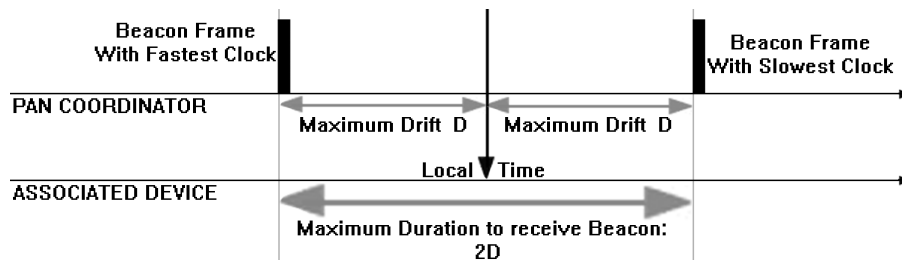 Beacon Frame
With Fastest Clock
Beacon Frame
With Slowest Clock
PAN COORDINATOR
Maximum Drift D
Maximum Drift D
Local Time
ASSOCIATED DEVICE
Maximum Duration to receive Beacon:
2D